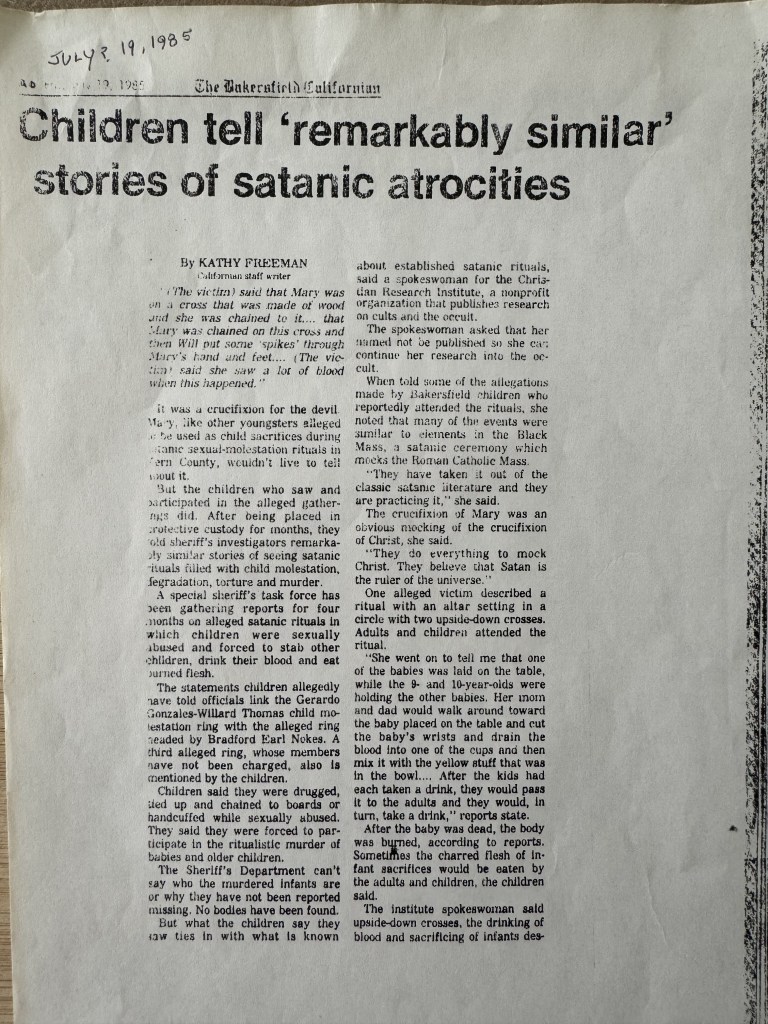 JULY? 19, 1985
19, 1985
The Bakersfield Californian
Children tell ‘remarkably similar’
stories of satanic atrocities
By KATHY FREEMAN
Californian staff writer
“(The victim) said that Mary was
on a cross that was made of wood
and she was chained to it.... that
Mary was chained on this cross and
then Will put some ‘spikes’ through
Mary’s hand and feet.... (The vic-
tim) said she saw a lot of blood
when this happened.”
It was a crucifixion for the devil.
Mary, like other youngsters alleged
to be used as child sacrifices during
satanic sexual-molestation rituals in
Kern County, wouldn’t live to tell
about it.
But the children who saw and
participated in the alleged gather-
ings did. After being placed in
protective custody for months, they
told sheriff’s investigators remarka-
bly similar stories of seeing satanic
rituals filled with child molestation,
degradation, torture and murder.
A special sheriff’s task force has
been gathering reports for four
months on alleged satanic rituals in
which children were sexually
abused and forced to stab other
children, drink their blood and eat
burned flesh.
The statements children allegedly
have told officials link the Gerardo
Gonzales-Willard Thomas child mo-
lestation ring with the alleged ring
headed by Bradford Earl Nokes. A
third alleged ring, whose members
have not been charged, also is
mentioned by the children.
Children said they were drugged,
tied up and chained to boards or
handcuffed while sexually abused.
They said they were forced to par-
ticipate in the ritualistic murder of
babies and older children.
The Sheriff’s Department can’t
say who the murdered infants are
or why they have not been reported
missing. No bodies have been found.
But what the children say they
saw ties in with what is known
about established satanic rituals,
said a spokeswoman for the Chris-
tian Research Institute, a nonprofit
organization that publishes research
on cults and the occult.
The spokeswoman asked that her
named not be published so she can
continue her research into the oc-
cult.
When told some of the allegations
made by Bakersfield children who
reportedly attended the rituals, she
noted that many of the events were
similar to elements in the Black
Mass, a satanic ceremony which
mocks the Roman Catholic Mass.
“They have taken it out of the
classic satanic literature and they
are practicing it,” she said.
The crucifixion of Mary was an
obvious mocking of the crucifixion
of Christ, she said.
“They do everything to mock
Christ. They believe that Satan is
the ruler of the universe.”
One alleged victim described a
ritual with an altar setting in a
circle with two upside-down crosses.
Adults and children attended the
ritual.
“She went on to tell me that one
of the babies was laid on the table,
while the 9- and 10-year-olds were
holding the other babies. Her mom
and dad would walk around toward
the baby placed on the table and cut
the baby’s wrists and drain the
blood into one of the cups and then
mix it with the yellow stuff that was
in the bowl.... After the kids had
each taken a drink, they would pass
it to the adults and they would, in
turn, take a drink,” reports state.
After the baby was dead, the body
was burned, according to reports.
Sometimes the charred flesh of in-
fant sacrifices would be eaten by
the adults and children, the children
said.
The institute spokeswoman said
upside-down crosses, the drinking of
blood and sacrificing of infants des-